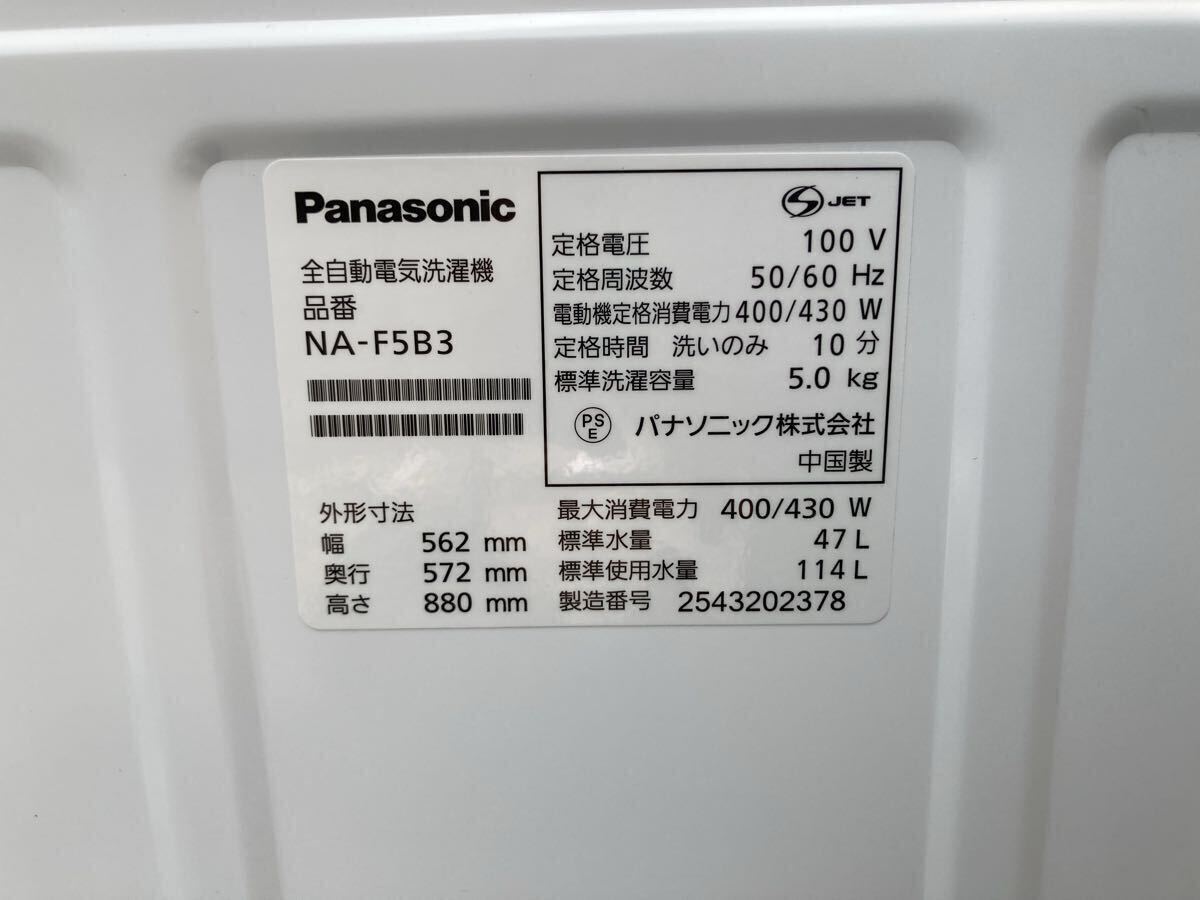 Panasonic
全自動電気洗濯機
品番
NA-F5B3
S JET
定格電圧 100 V
定格周波数 50/60 Hz
電動機定格消費電力 400/430 W
定格時間 洗いのみ 10 分
標準洗濯容量 5.0 kg
PS
E パナソニック株式会社
中国製
外形寸法
幅 562 mm
奥行 572 mm
高さ 880 mm
最大消費電力 400/430 W
標準水量 47 L
標準使用水量 114 L
製造番号 2543202378